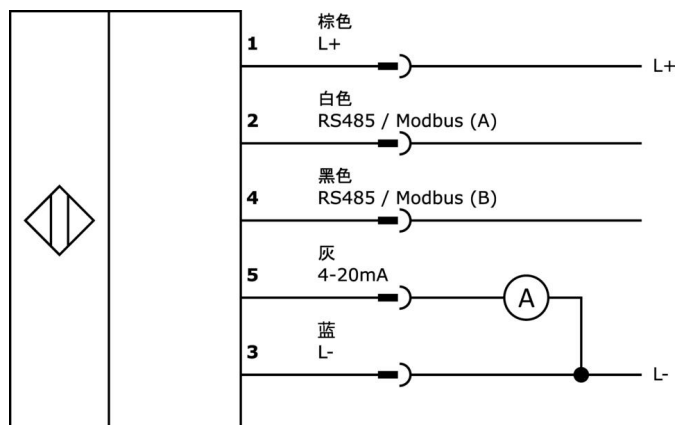 棕色
1 L+
L+
白色
2 RS485 / Modbus (A)
黑色
4 RS485 / Modbus (B)
灰
5 4-20mA
A
蓝
3 L-
L-